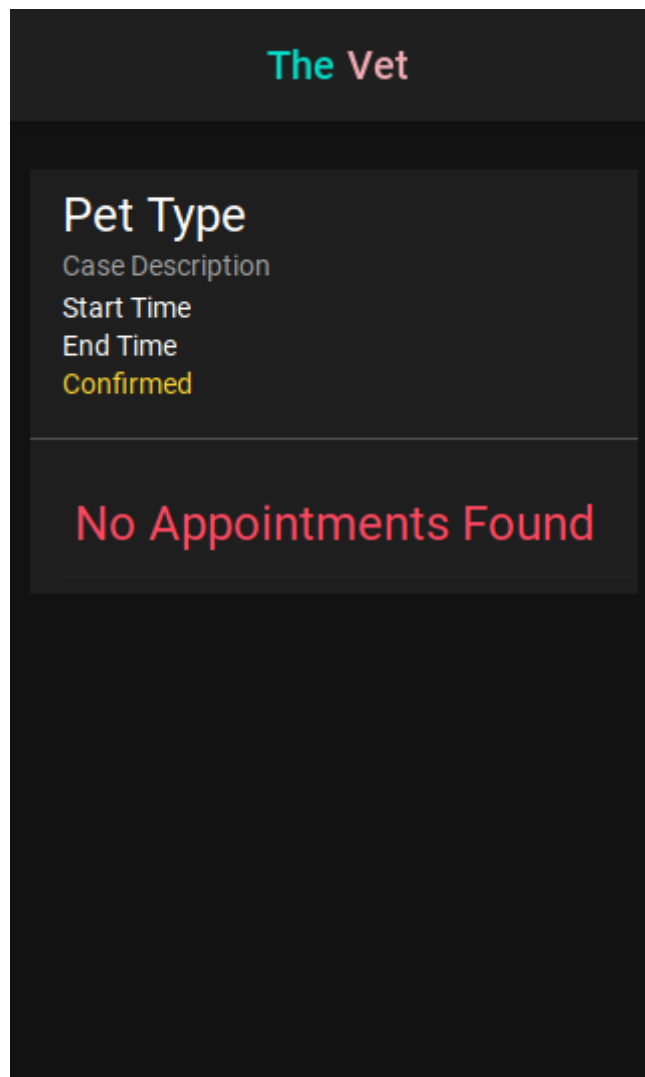 The Vet
Pet Type
Case Description
Start Time
End Time
Confirmed
No Appointments Found